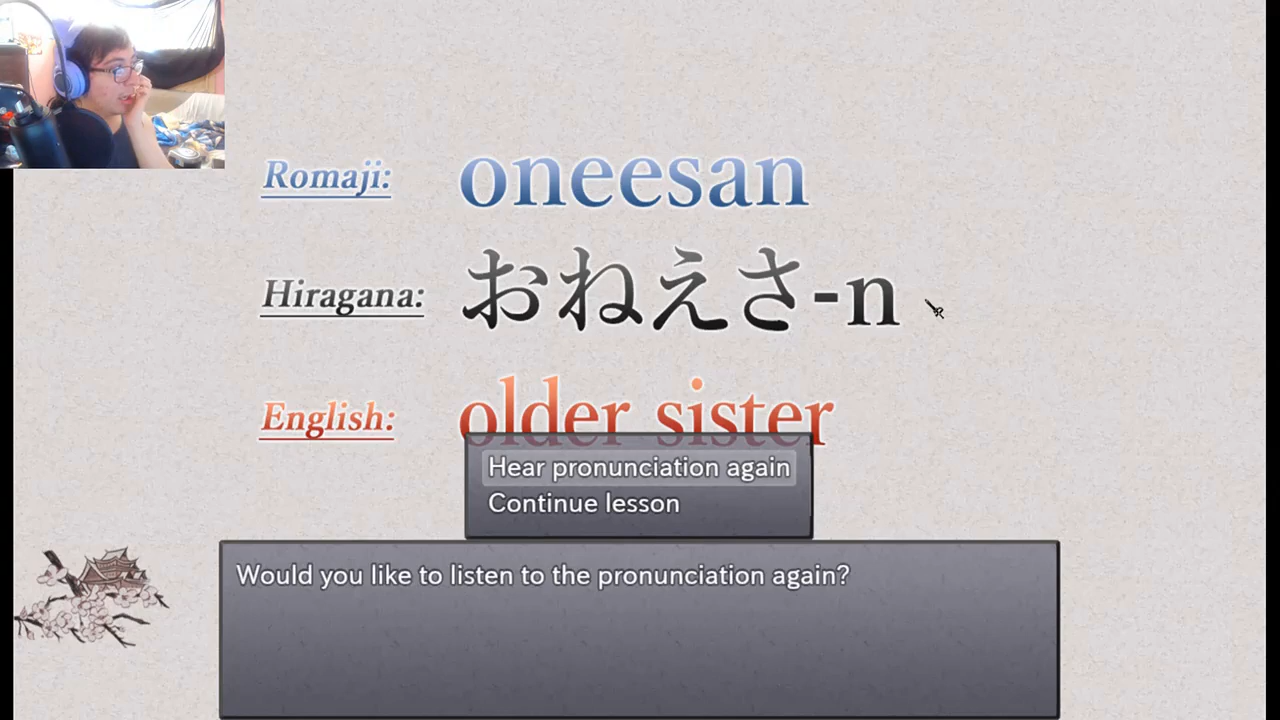 Romaji: oneesan
Hiragana: おねえさ-n
English: older sister
Hear pronunciation again
Continue lesson
Would you like to listen to the pronunciation again?